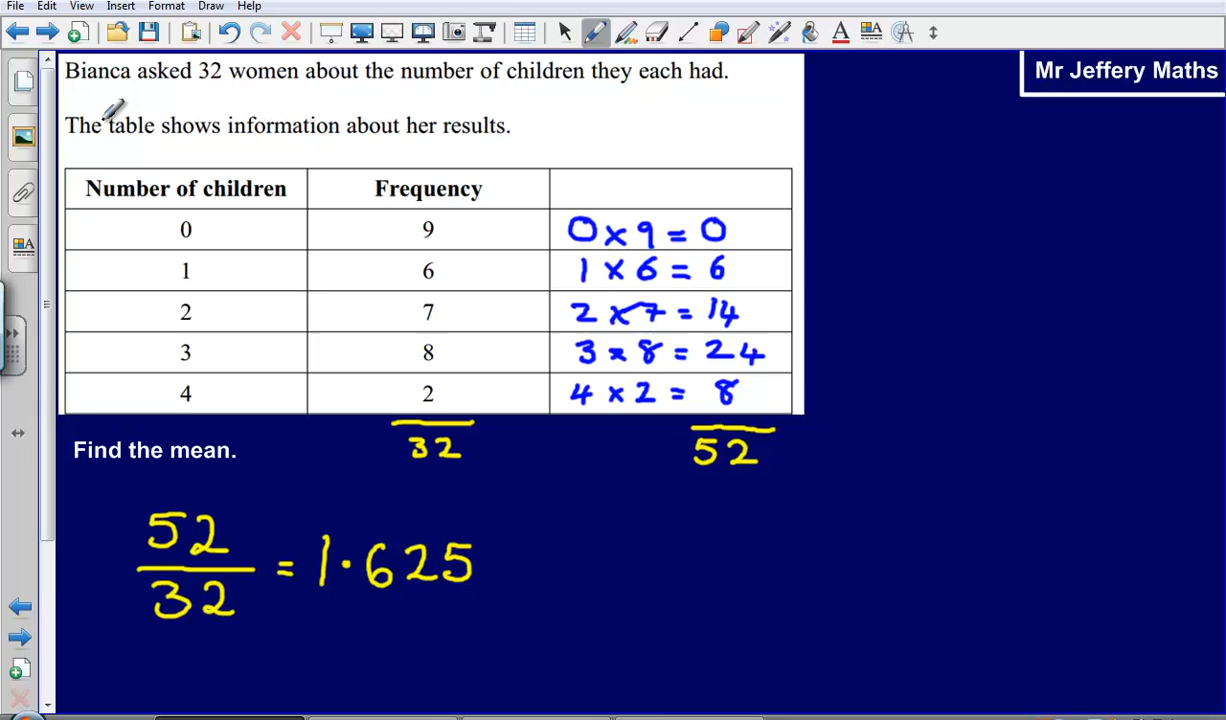 File Edit View Insert Format Draw Help
Bianca asked 32 women about the number of children they each had.
Mr Jeffery Maths
The table shows information about her results.
Number of children Frequency
0 9 0 × 9 = 0
1 6 1 × 6 = 6
2 7 2 × 7 = 14
3 8 3 × 8 = 24
4 2 4 × 2 = 8
32 52
Find the mean.
52
32
= 1·625